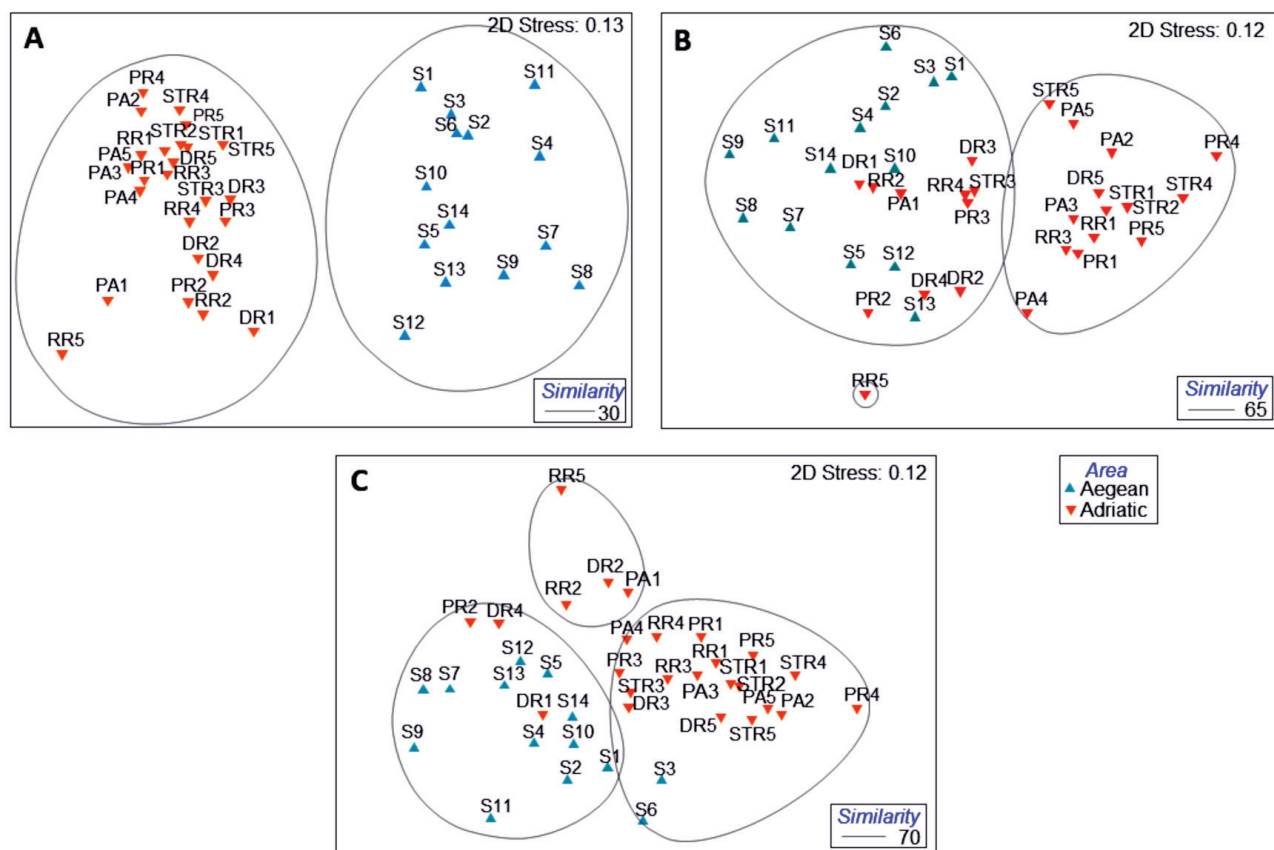 A
2D Stress: 0.13
PR4
S1
S11
PA2
STR4
PR5
S3
S6
S2
RR1
STR2
STR1
S4
PA5
DR5
STR5
PA3
PR1
RR3
PA4
S10
STR3
DR3
RR4
PR3
S14
S5
S7
DR2
DR4
S13
S9
S8
PA1
PR2
RR2
DR1
S12
RR5
Similarity
30
B
2D Stress: 0.12
S6
S3
S1
STR5
S2
PA5
S4
S11
PA2
PR4
S9
S14
DR1
S10
DR3
RR2
PA1
RR4
STR3
PR3
DR5
STR1
STR4
STR2
S8
S7
PA3
RR1
PR5
RR3
PR1
S5
S12
DR4
DR2
PR2
S13
PA4
RR5
Similarity
65
C
2D Stress: 0.12
RR5
DR2
PA1
RR2
PR2
DR4
PA4
RR4
PR1
PR5
S12
S5
PR3
RR3
RR1
STR1
STR4
S8
S7
S13
STR3
PA3
STR2
DR1
S14
DR3
PA5
PA2
PR4
S9
S4
S10
DR5
STR5
S2
S1
S3
S11
S6
Similarity
70
Area
Aegean
Adriatic